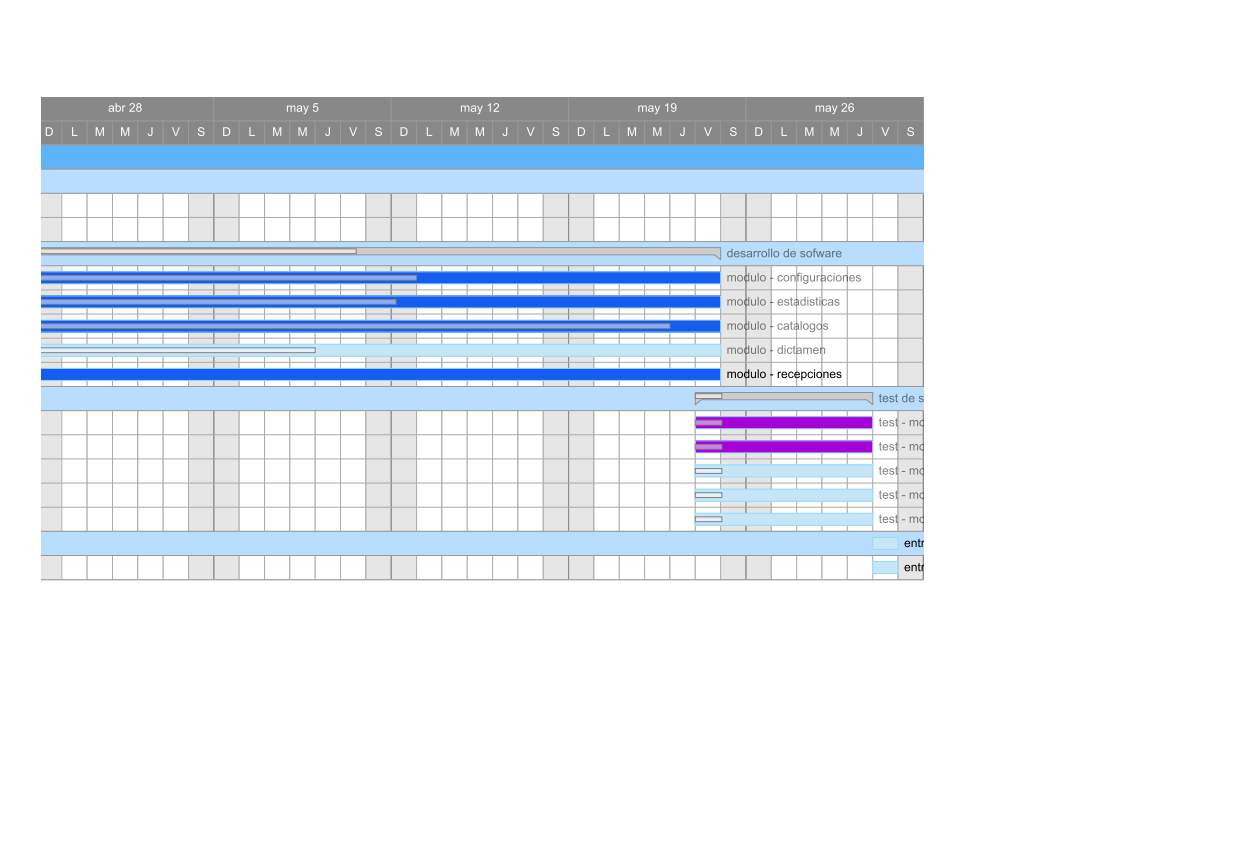 abr 28 may 5 may 12 may 19 may 26
D L M M J V S D L M M J V S D L M M J V S D L M M J V S D L M M J V S
desarrollo de sofware
modulo - configuraciones
modulo - estadisticas
modulo - catalogos
modulo - dictamen
modulo - recepciones
test de s
test - mo
test - mo
test - mo
test - mo
test - mo
entr
entr